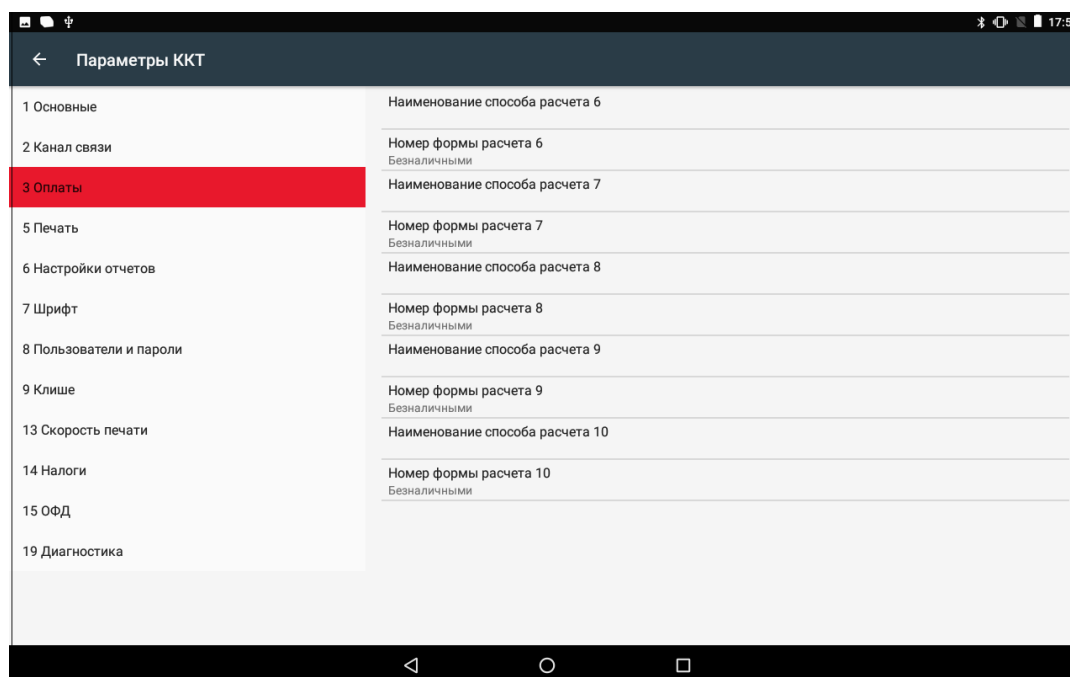 17:5
Параметры ККТ
1 Основные
2 Канал связи
3 Оплаты
5 Печать
6 Настройки отчетов
7 Шрифт
8 Пользователи и пароли
9 Клише
13 Скорость печати
14 Налоги
15 ОФД
19 Диагностика
Наименование способа расчета 6
Номер формы расчета 6
Безналичными
Наименование способа расчета 7
Номер формы расчета 7
Безналичными
Наименование способа расчета 8
Номер формы расчета 8
Безналичными
Наименование способа расчета 9
Номер формы расчета 9
Безналичными
Наименование способа расчета 10
Номер формы расчета 10
Безналичными